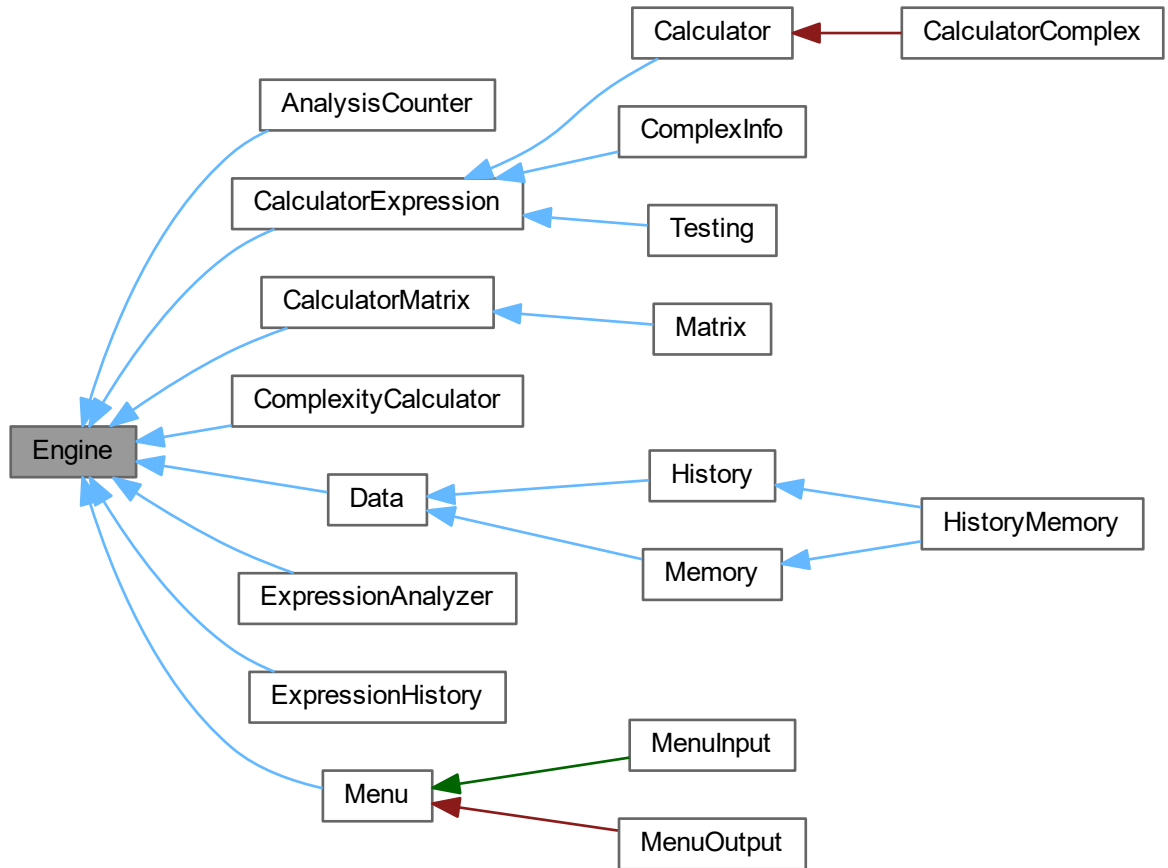 Calculator
CalculatorComplex
AnalysisCounter
ComplexInfo
CalculatorExpression
Testing
CalculatorMatrix
Matrix
ComplexityCalculator
Engine
History
Data
HistoryMemory
Memory
ExpressionAnalyzer
ExpressionHistory
MenuInput
Menu
MenuOutput